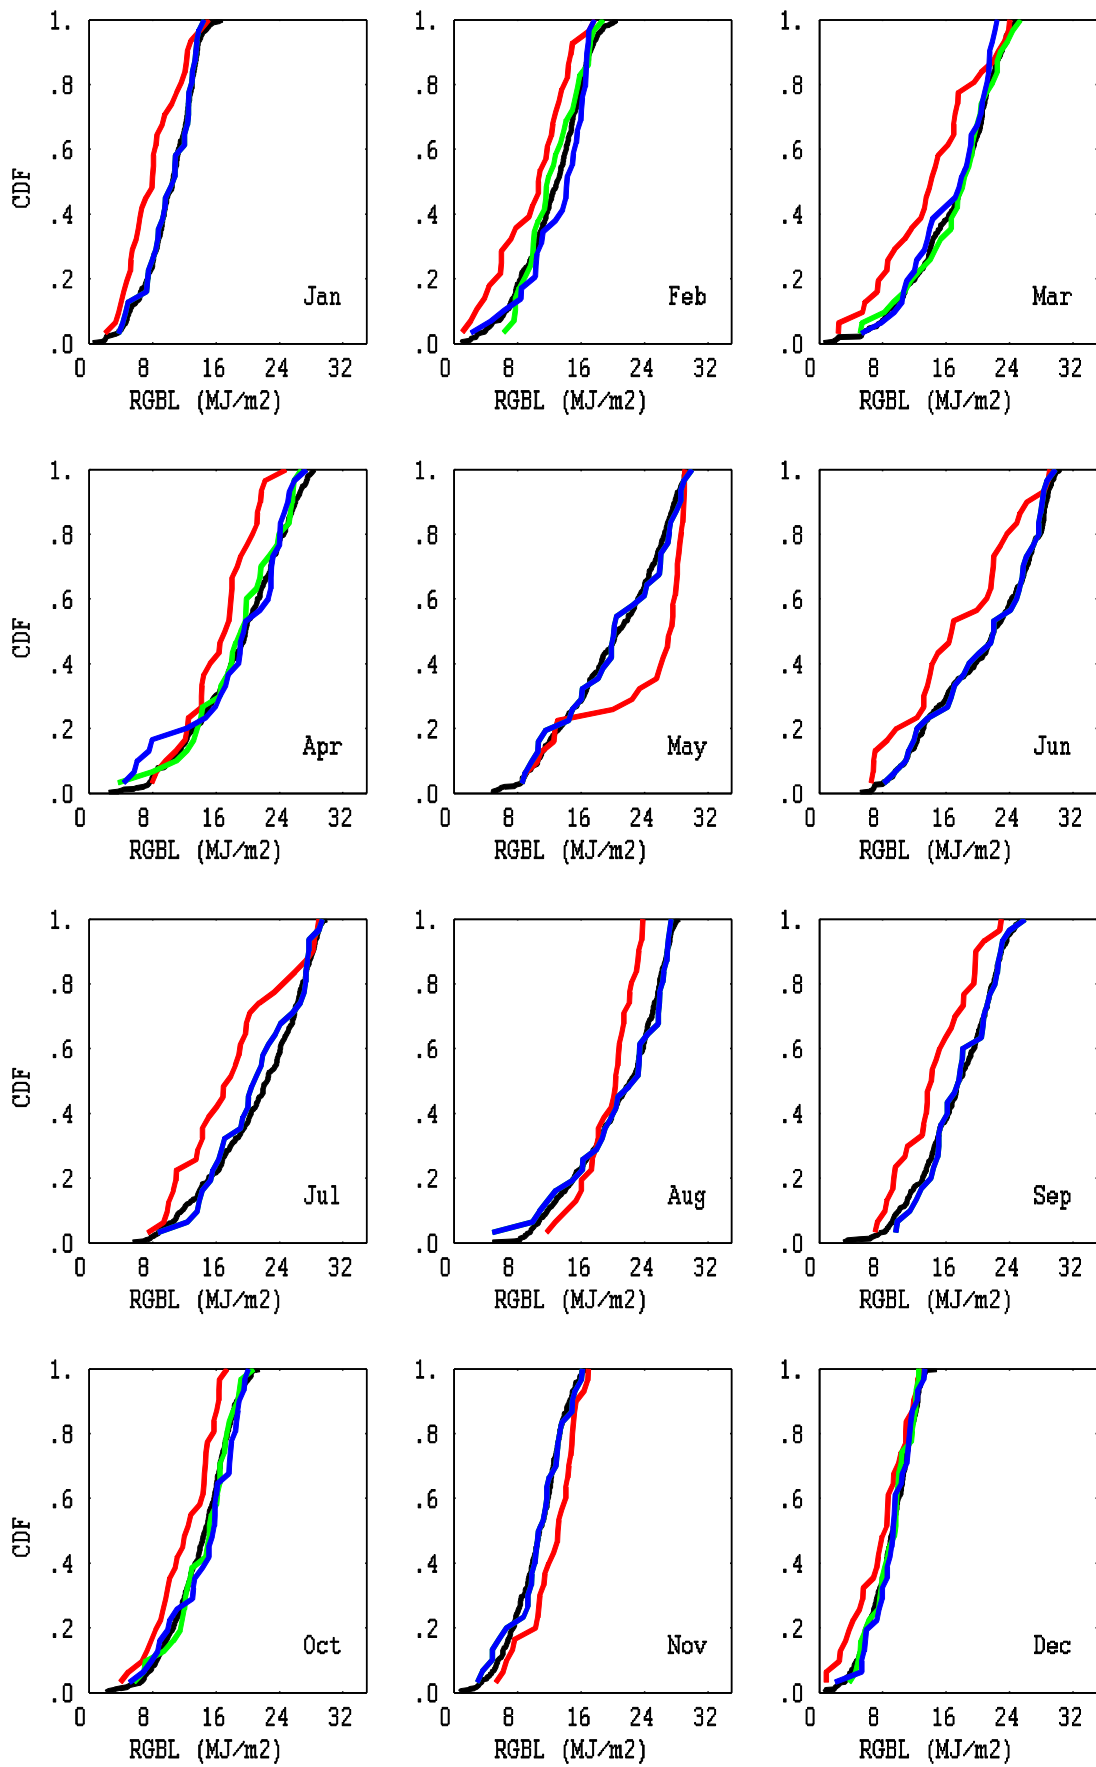 1.
.8
.6
.4
.2
.0
CDF
Jan
0 8 16 24 32
RGBL (MJ/m2)
1.
.8
.6
.4
.2
.0
Feb
0 8 16 24 32
RGBL (MJ/m2)
1.
.8
.6
.4
.2
.0
Mar
0 8 16 24 32
RGBL (MJ/m2)
1.
.8
.6
.4
.2
.0
CDF
Apr
0 8 16 24 32
RGBL (MJ/m2)
1.
.8
.6
.4
.2
.0
May
0 8 16 24 32
RGBL (MJ/m2)
1.
.8
.6
.4
.2
.0
Jun
0 8 16 24 32
RGBL (MJ/m2)
1.
.8
.6
.4
.2
.0
CDF
Jul
0 8 16 24 32
RGBL (MJ/m2)
1.
.8
.6
.4
.2
.0
Aug
0 8 16 24 32
RGBL (MJ/m2)
1.
.8
.6
.4
.2
.0
Sep
0 8 16 24 32
RGBL (MJ/m2)
1.
.8
.6
.4
.2
.0
CDF
Oct
0 8 16 24 32
RGBL (MJ/m2)
1.
.8
.6
.4
.2
.0
Nov
0 8 16 24 32
RGBL (MJ/m2)
1.
.8
.6
.4
.2
.0
Dec
0 8 16 24 32
RGBL (MJ/m2)